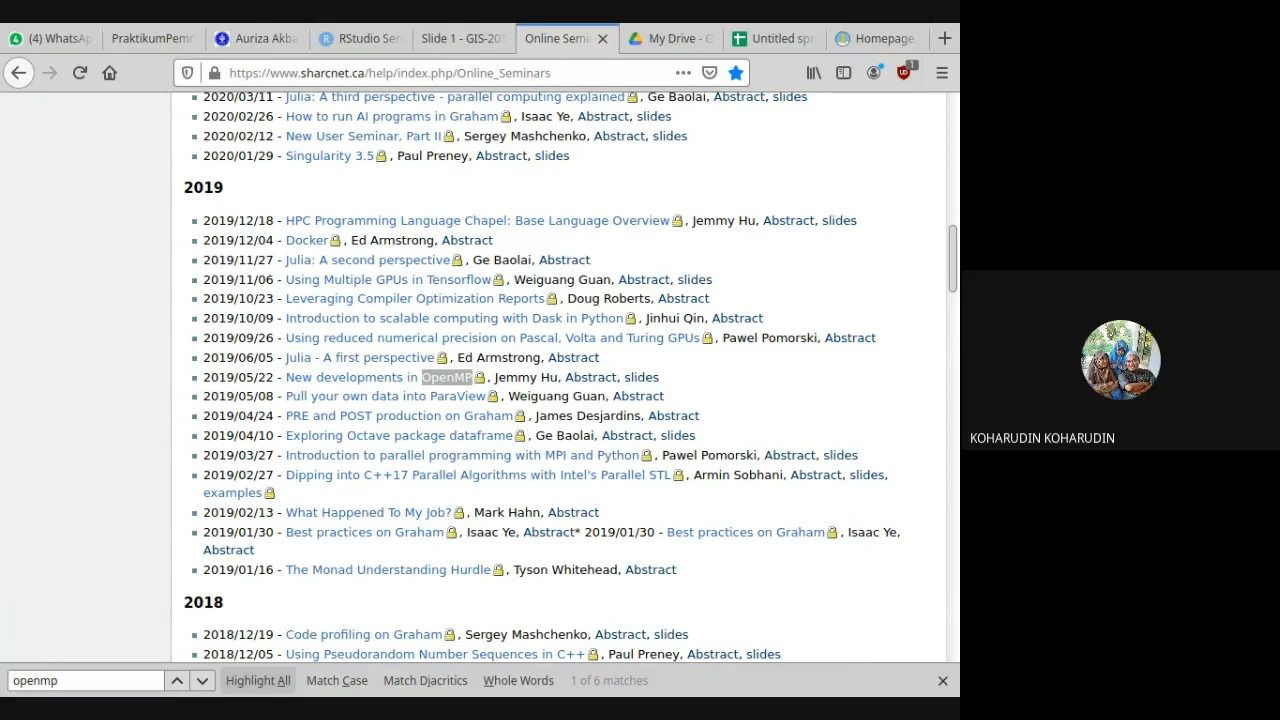 (4) WhatsAp
PraktikumPemr
Auriza Akba
RStudio Ser
Slide 1 - GIS-20
Online Semi
My Drive - G
Untitled spr
Homepage
https://www.sharcnet.ca/help/index.php/Online_Seminars
1
2020/03/11 - Julia: A third perspective - parallel computing explained, Ge Baolai, Abstract, slides
2020/02/26 - How to run AI programs in Graham, Isaac Ye, Abstract, slides
2020/02/12 - New User Seminar, Part II, Sergey Mashchenko, Abstract, slides
2020/01/29 - Singularity 3.5, Paul Preney, Abstract, slides
2019
2019/12/18 - HPC Programming Language Chapel: Base Language Overview, Jemmy Hu, Abstract, slides
2019/12/04 - Docker, Ed Armstrong, Abstract
2019/11/27 - Julia: A second perspective, Ge Baolai, Abstract
2019/11/06 - Using Multiple GPUs in Tensorflow, Weiguang Guan, Abstract, slides
2019/10/23 - Leveraging Compiler Optimization Reports, Doug Roberts, Abstract
2019/10/09 - Introduction to scalable computing with Dask in Python, Jinhui Qin, Abstract
2019/09/26 - Using reduced numerical precision on Pascal, Volta and Turing GPUs, Pawel Pomorski, Abstract
2019/06/05 - Julia - A first perspective, Ed Armstrong, Abstract
2019/05/22 - New developments in OpenMP, Jemmy Hu, Abstract, slides
2019/05/08 - Pull your own data into ParaView, Weiguang Guan, Abstract
2019/04/24 - PRE and POST production on Graham, James Desjardins, Abstract
2019/04/10 - Exploring Octave package dataframe, Ge Baolai, Abstract, slides
2019/03/27 - Introduction to parallel programming with MPI and Python, Pawel Pomorski, Abstract, slides
2019/02/27 - Dipping into C++17 Parallel Algorithms with Intel's Parallel STL, Armin Sobhani, Abstract, slides,
examples
2019/02/13 - What Happened To My Job?, Mark Hahn, Abstract
2019/01/30 - Best practices on Graham, Isaac Ye, Abstract* 2019/01/30 - Best practices on Graham, Isaac Ye,
Abstract
2019/01/16 - The Monad Understanding Hurdle, Tyson Whitehead, Abstract
2018
2018/12/19 - Code profiling on Graham, Sergey Mashchenko, Abstract, slides
2018/12/05 - Using Pseudorandom Number Sequences in C++, Paul Preney, Abstract, slides
openmp
Highlight All
Match Case
Match Diacritics
Whole Words
1 of 6 matches
KOHARUDIN KOHARUDIN